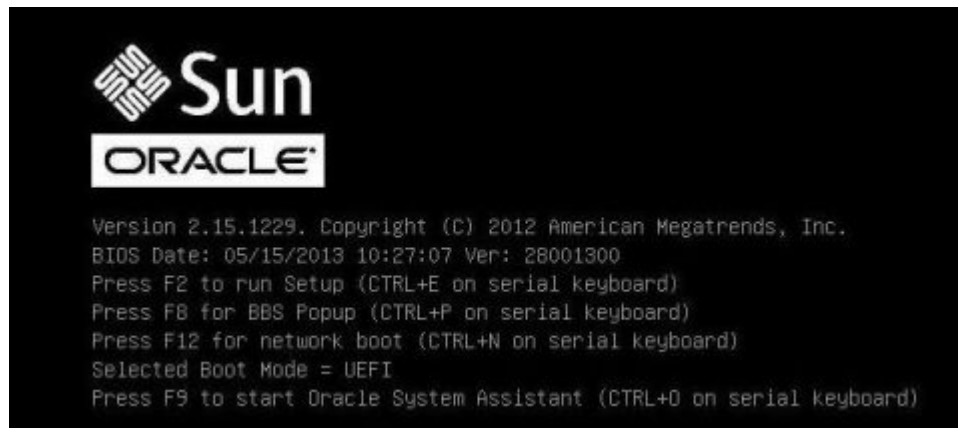 Sun
ORACLE
Version 2.15.1229. Copyright (C) 2012 American Megatrends, Inc.
BIOS Date: 05/15/2013 10:27:07 Ver: 28001300
Press F2 to run Setup (CTRL+E on serial keyboard)
Press F8 for BBS Popup (CTRL+P on serial keyboard)
Press F12 for network boot (CTRL+N on serial keyboard)
Selected Boot Mode = UEFI
Press F9 to start Oracle System Assistant (CTRL+O on serial keyboard)